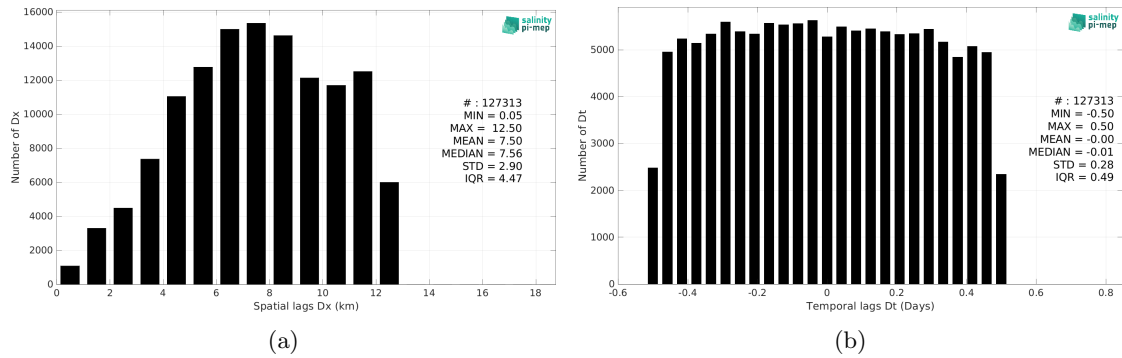 16000
14000
12000
10000
8000
6000
4000
2000
0
Number of Dx
0 2 4 6 8 10 12 14 16 18
Spatial lags Dx (km)
salinity
pi-mep
# : 127313
MIN = 0.05
MAX = 12.50
MEAN = 7.50
MEDIAN = 7.56
STD = 2.90
IQR = 4.47
(a)
5000
4000
3000
2000
1000
0
Number of Dt
-0.6 -0.4 -0.2 0 0.2 0.4 0.6 0.8
Temporal lags Dt (Days)
salinity
pi-mep
# : 127313
MIN = -0.50
MAX = 0.50
MEAN = -0.00
MEDIAN = -0.01
STD = 0.28
IQR = 0.49
(b)